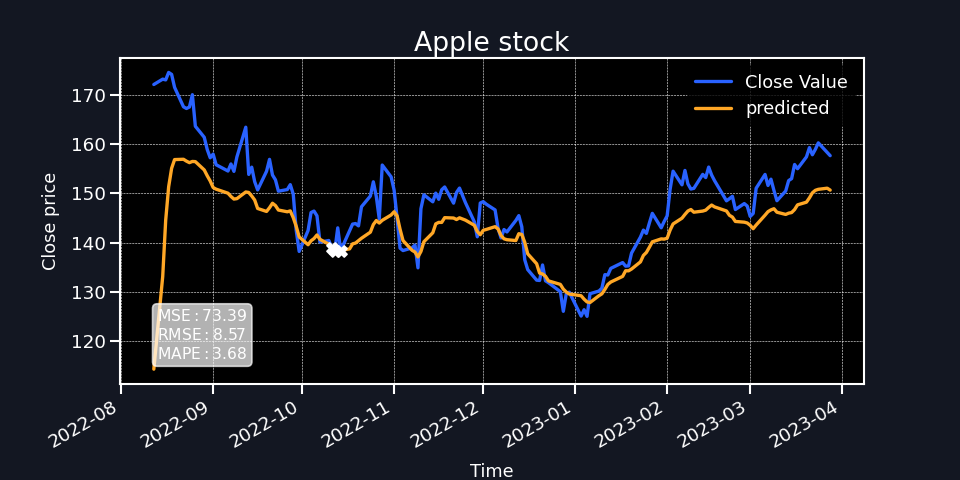 Apple stock
Close Value
predicted
Close price
170
160
150
140
130
120
MSE : 73.39
RMSE : 8.57
MAPE : 3.68
2022-08
2022-09
2022-10
2022-11
2022-12
2023-01
2023-02
2023-03
2023-04
Time